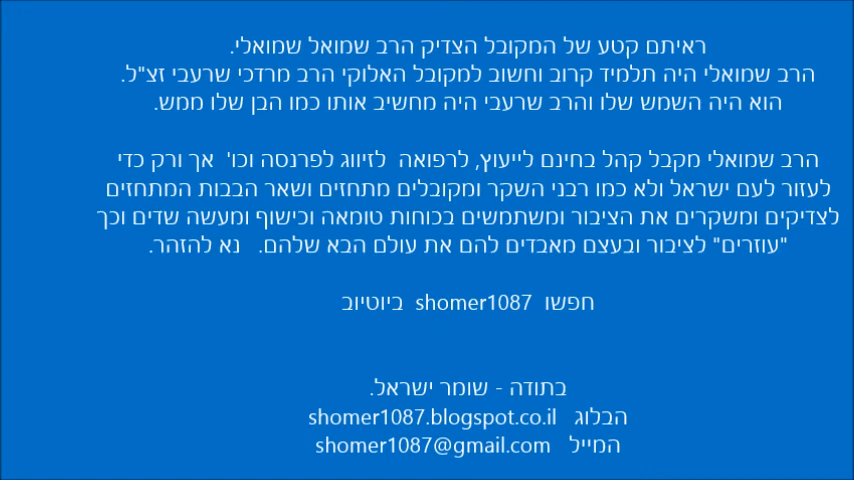 ראיתם קטע של המקובל הצדיק הרב שמואל שמואלי.
הרב שמואלי היה תלמיד קרוב וחשוב למקובל האלוקי הרב מרדכי שרעבי זצ"ל.
הוא היה השמש שלו והרב שרעבי היה מחשיב אותו כמו הבן שלו ממש.
הרב שמואלי מקבל קהל בחינם לייעוץ, לרפואה לזיווג לפרנסה וכו' אך ורק כדי
לעזור לעם ישראל ולא כמו רבני השקר ומקובלים מתחזים ושאר הבבות המתחזים
לצדיקים ומשקרים את הציבור ומשתמשים בכוחות טומאה וכישוף ומעשה שדים וכך
"עוזרים" לציבור ובעצם מאבדים להם את עולם הבא שלהם. נא להזהר.
חפשו shomer1087 ביוטיוב
בתודה - שומר ישראל.
הבלוג shomer1087.blogspot.co.il
המייל shomer1087@gmail.com